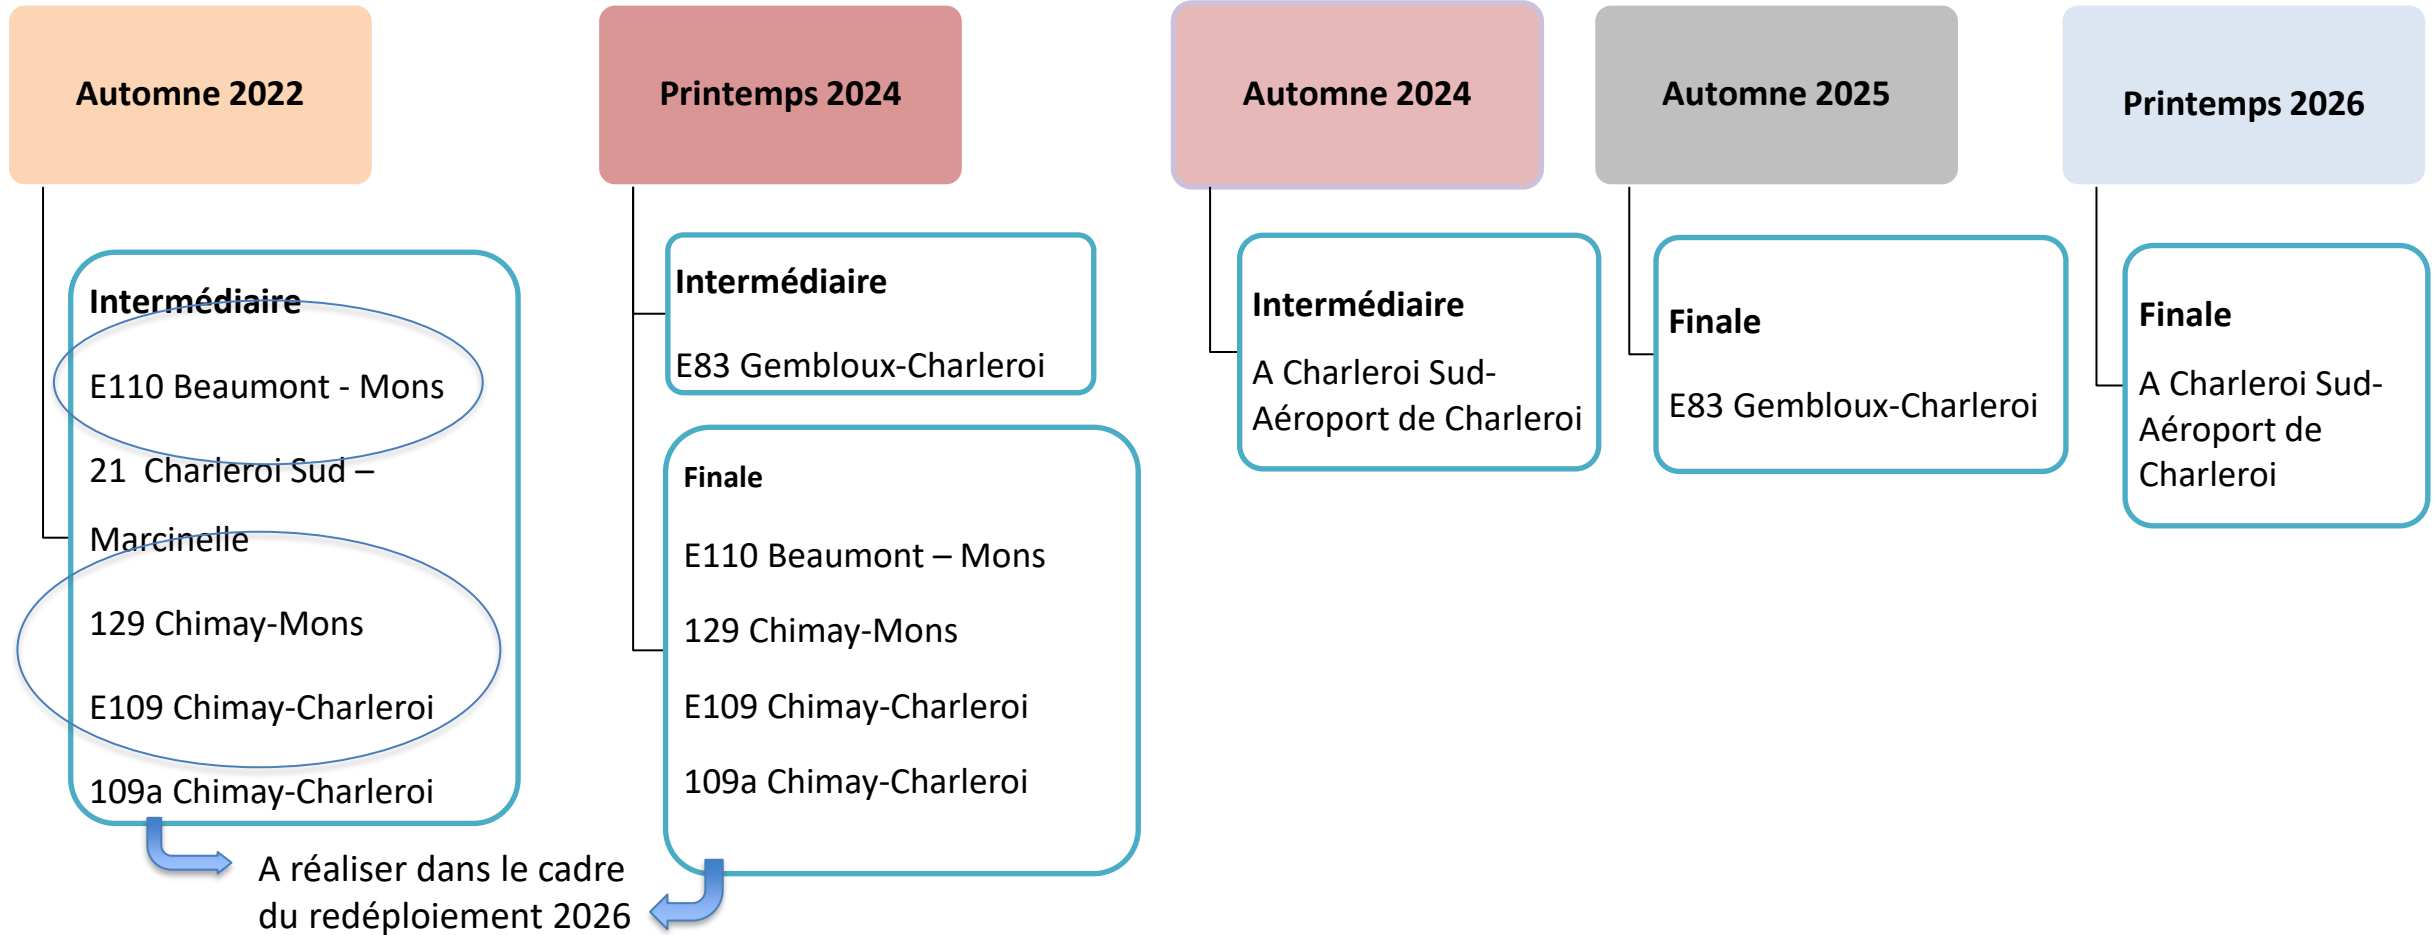 Automne 2022
Intermédiaire
E110 Beaumont - Mons
21  Charleroi Sud –
Marcinelle
129 Chimay-Mons
E109 Chimay-Charleroi
109a Chimay-Charleroi
A réaliser dans le cadre
du redéploiement 2026
Printemps 2024
Intermédiaire
E83 Gembloux-Charleroi
Finale
E110 Beaumont – Mons
129 Chimay-Mons
E109 Chimay-Charleroi
109a Chimay-Charleroi
Automne 2024
Intermédiaire
A Charleroi Sud-
Aéroport de Charleroi
Automne 2025
Finale
E83 Gembloux-Charleroi
Printemps 2026
Finale
A Charleroi Sud-
Aéroport de
Charleroi